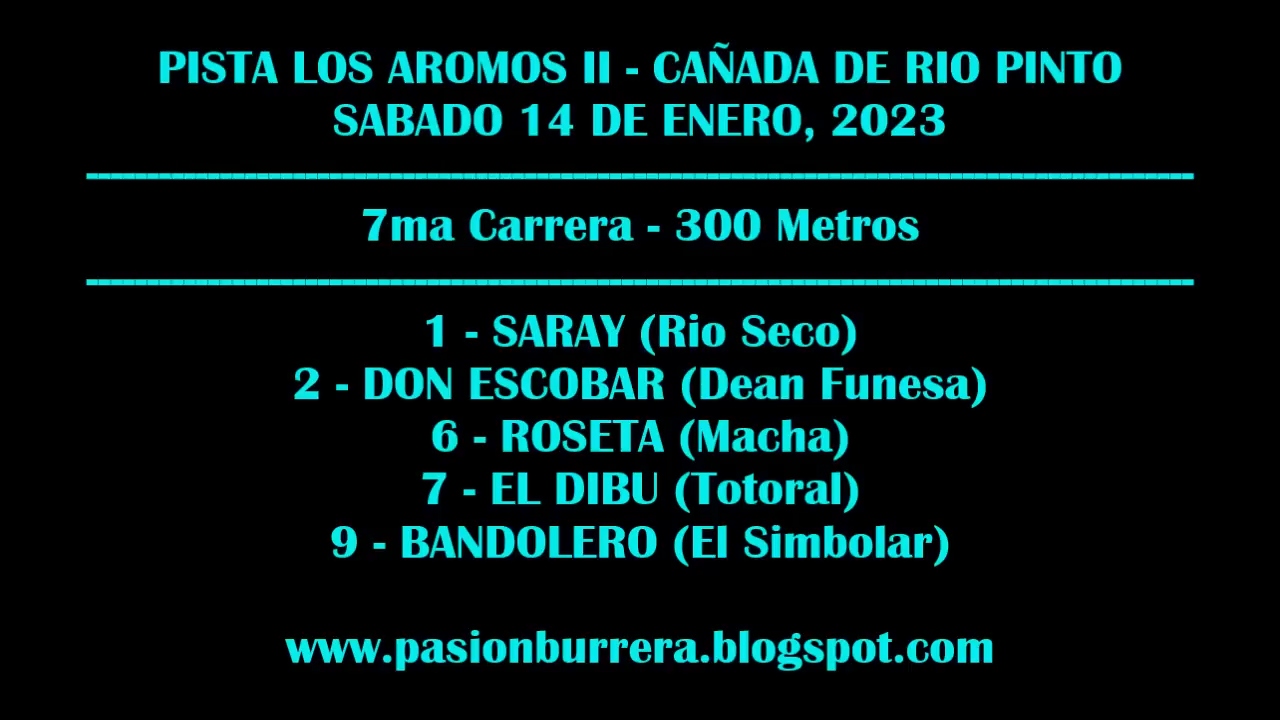 PISTA LOS AROMOS II - CAÑADA DE RIO PINTO
SABADO 14 DE ENERO, 2023
7ma Carrera - 300 Metros
1 - SARAY (Rio Seco)
2 - DON ESCOBAR (Dean Funesa)
6 - ROSETA (Macha)
7 - EL DIBU (Totoral)
9 - BANDOLERO (El Simbolar)
www.pasionburrera.blogspot.com